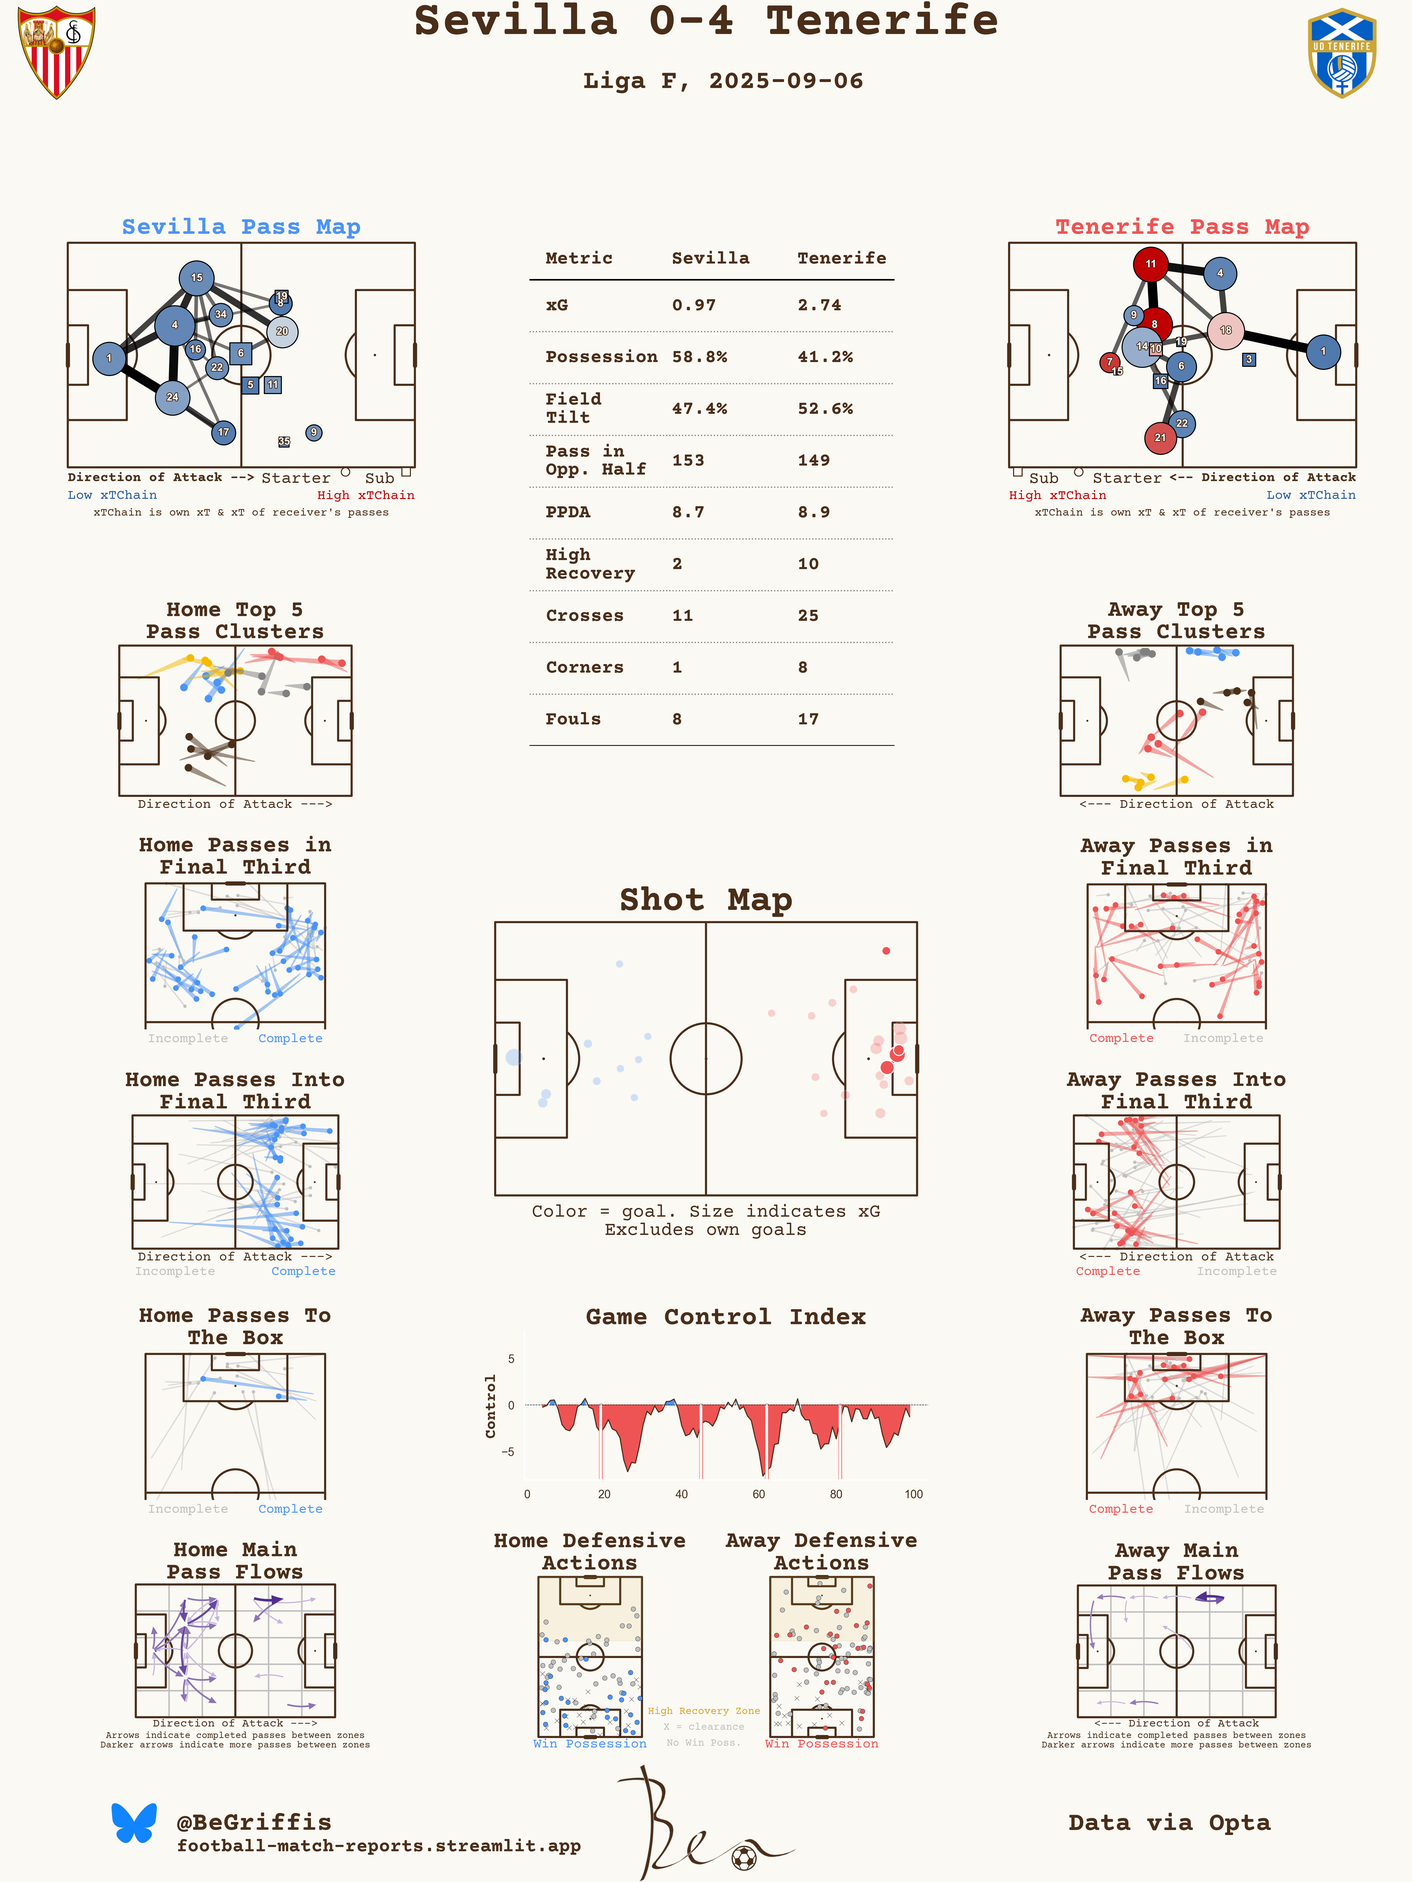 Sevilla 0-4 Tenerife
Liga F, 2025-09-06
UD TENERIFE
Sevilla Pass Map
15
19
8
34
20
4
16
6
1
22
5
11
24
17
9
35
Direction of Attack --> Starter Sub
Low xTChain High xTChain
xTChain is own xT & xT of receiver's passes
Metric Sevilla Tenerife
xG 0.97 2.74
Possession 58.8% 41.2%
Field
Tilt 47.4% 52.6%
Pass in
Opp. Half 153 149
PPDA 8.7 8.9
High
Recovery 2 10
Crosses 11 25
Corners 1 8
Fouls 8 17
Tenerife Pass Map
11
4
9
8
18
14
10
19
1
7
15
6
3
16
22
21
Sub Starter <-- Direction of Attack
High xTChain Low xTChain
xTChain is own xT & xT of receiver's passes
Home Top 5
Pass Clusters
Direction of Attack --->
Away Top 5
Pass Clusters
<--- Direction of Attack
Home Passes in
Final Third
Incomplete Complete
Shot Map
Color = goal. Size indicates xG
Excludes own goals
Away Passes in
Final Third
Complete Incomplete
Home Passes Into
Final Third
Direction of Attack --->
Incomplete Complete
Away Passes Into
Final Third
<--- Direction of Attack
Complete Incomplete
Home Passes To
The Box
Incomplete Complete
Game Control Index
Control
5
0
−5
0 20 40 60 80 100
Away Passes To
The Box
Complete Incomplete
Home Main
Pass Flows
Direction of Attack --->
Arrows indicate completed passes between zones
Darker arrows indicate more passes between zones
Home Defensive
Actions
Win Possession
High Recovery Zone
X = clearance
No Win Poss.
Away Defensive
Actions
Win Possession
Away Main
Pass Flows
<--- Direction of Attack
Arrows indicate completed passes between zones
Darker arrows indicate more passes between zones
@BeGriffis
football-match-reports.streamlit.app
Ben
Data via Opta